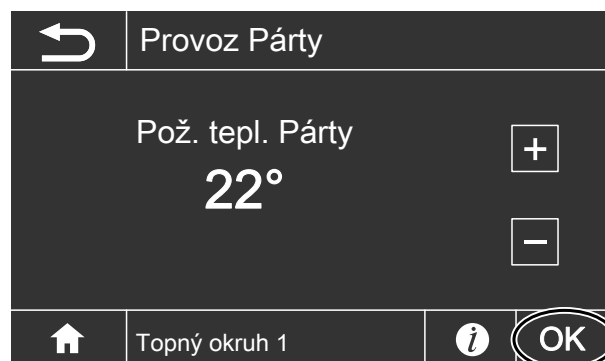 Provoz Párty
Pož. tepl. Párty
22°
+
−
Topný okruh 1
i
OK